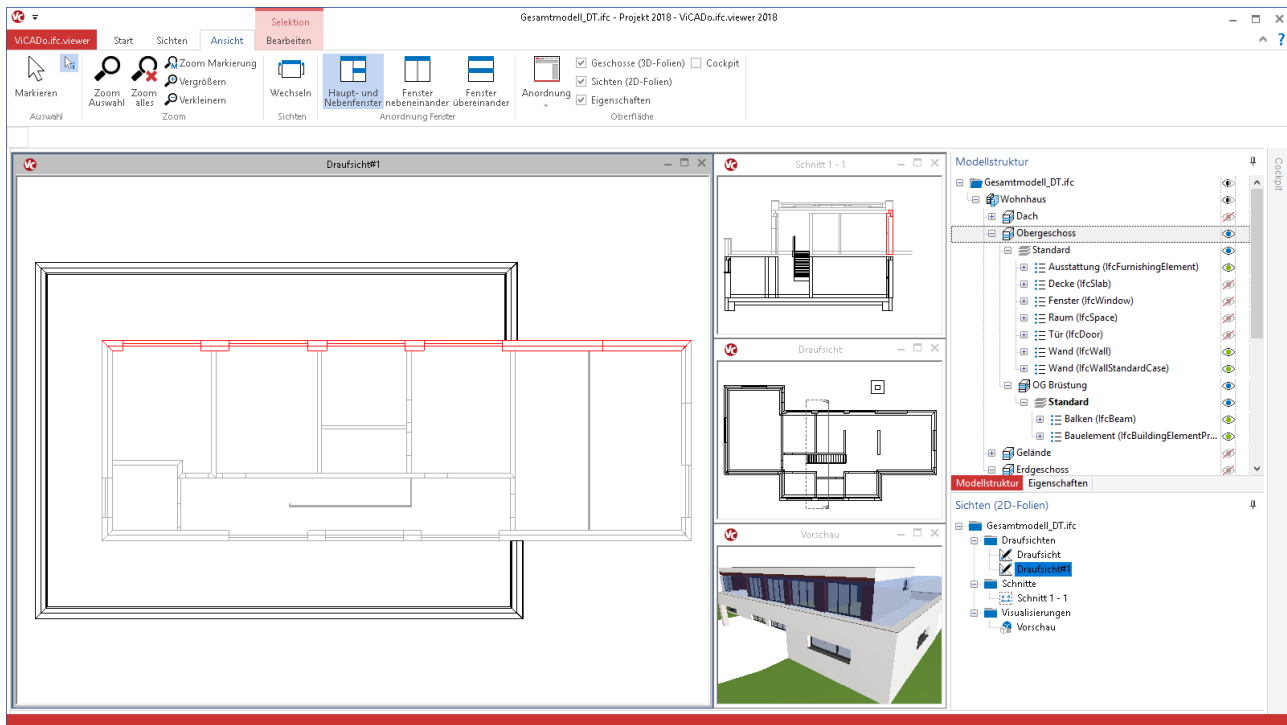 Gesamtmodell_DT.ifc - Projekt 2018 - ViCADo.ifc.viewer 2018
Selektion
ViCADo.ifc.viewer Start Sichten Ansicht Bearbeiten
Markieren
Auswahl
Zoom Auswahl
Zoom alles
Zoom Markierung
Vergrößern
Verkleinern
Zoom
Wechseln
Sichten
Haupt- und Nebenfenster
Fenster nebeneinander
Fenster übereinander
Anordnung Fenster
Anordnung
Geschosse (3D-Folien) Cockpit
Sichten (2D-Folien)
Eigenschaften
Oberfläche
Draufsicht#1
Schnitt 1 - 1
Draufsicht
Vorschau
Modellstruktur
Gesamtmodell_DT.ifc
Wohnhaus
Dach
Obergeschoss
Standard
Ausstattung (IfcFurnishingElement)
Decke (IfcSlab)
Fenster (IfcWindow)
Raum (IfcSpace)
Tür (IfcDoor)
Wand (IfcWall)
Wand (IfcWallStandardCase)
OG Brüstung
Standard
Balken (IfcBeam)
Bauelement (IfcBuildingElementPr...
Gelände
Erdgeschoss
Modellstruktur Eigenschaften
Sichten (2D-Folien)
Gesamtmodell_DT.ifc
Draufsichten
Draufsicht
Draufsicht#1
Schnitte
Schnitt 1 - 1
Visualisierungen
Vorschau
Cockpit